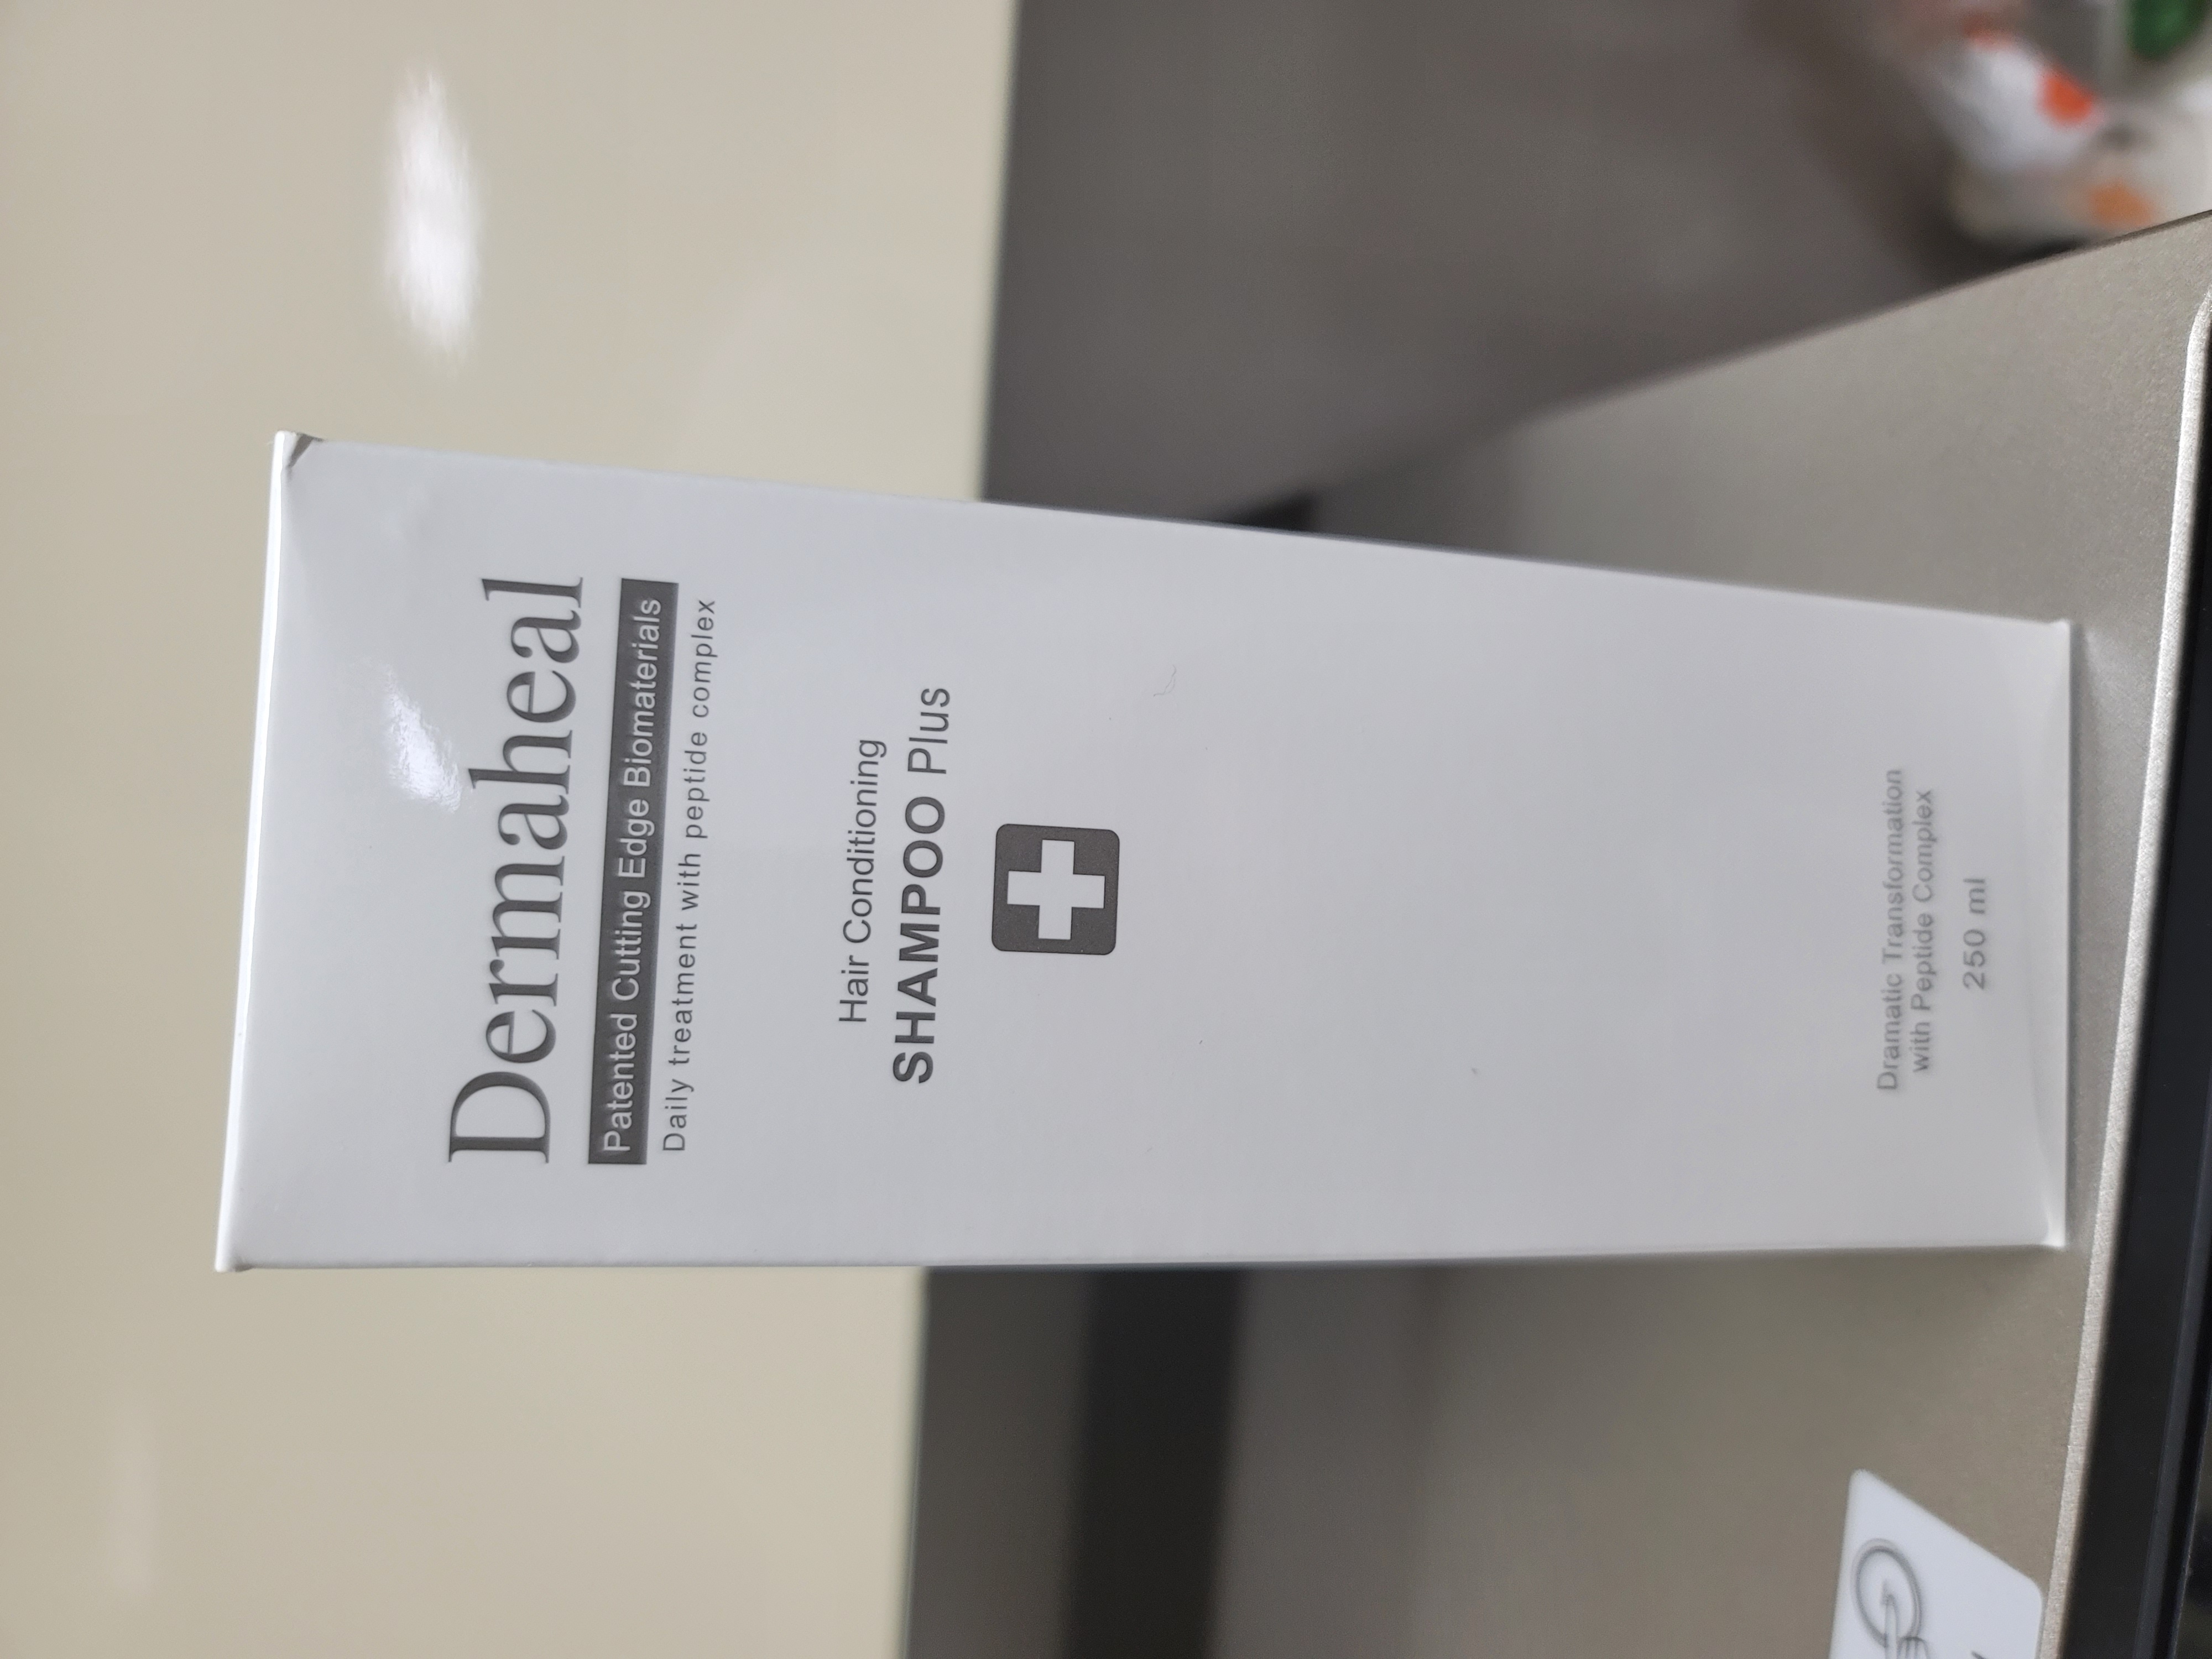 Dermaheal
Patented Cutting Edge Biomaterials
Daily treatment with peptide complex
Hair Conditioning
SHAMPOO Plus
Dramatic Transformation
with Peptide Complex
250 ml